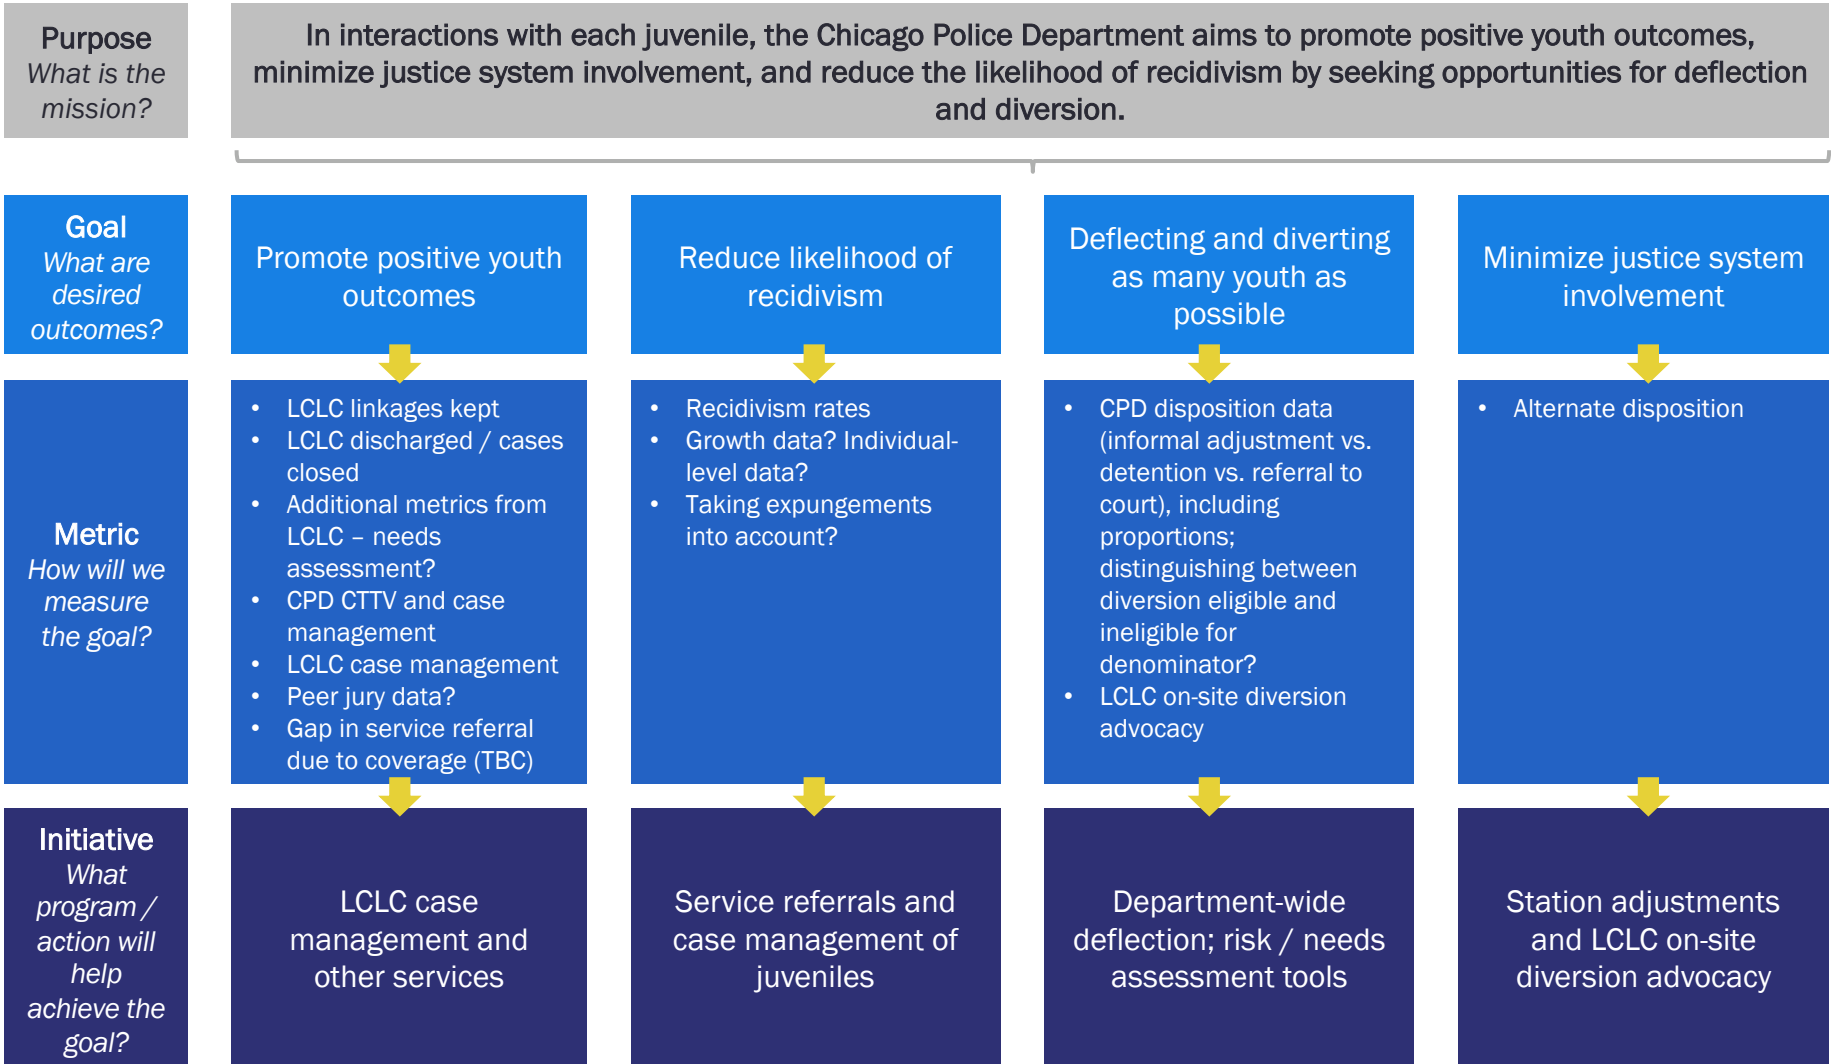 Purpose
What is the
mission?
In interactions with each juvenile, the Chicago Police Department aims to promote positive youth outcomes,
minimize justice system involvement, and reduce the likelihood of recidivism by seeking opportunities for deflection
and diversion.
Goal
What are
desired
outcomes?
Promote positive youth
outcomes
Reduce likelihood of
recidivism
Deflecting and diverting
as many youth as
possible
Minimize justice system
involvement
Metric
How will we
measure
the goal?
• LCLC linkages kept
• LCLC discharged / cases
closed
• Additional metrics from
LCLC – needs
assessment?
• CPD CTTV and case
management
• LCLC case management
• Peer jury data?
• Gap in service referral
due to coverage (TBC)
• Recidivism rates
• Growth data? Individual-
level data?
• Taking expungements
into account?
• CPD disposition data
(informal adjustment vs.
detention vs. referral to
court), including
proportions;
distinguishing between
diversion eligible and
ineligible for
denominator?
• LCLC on-site diversion
advocacy
• Alternate disposition
Initiative
What
program /
action will
help
achieve the
goal?
LCLC case
management and
other services
Service referrals and
case management of
juveniles
Department-wide
deflection; risk / needs
assessment tools
Station adjustments
and LCLC on-site
diversion advocacy